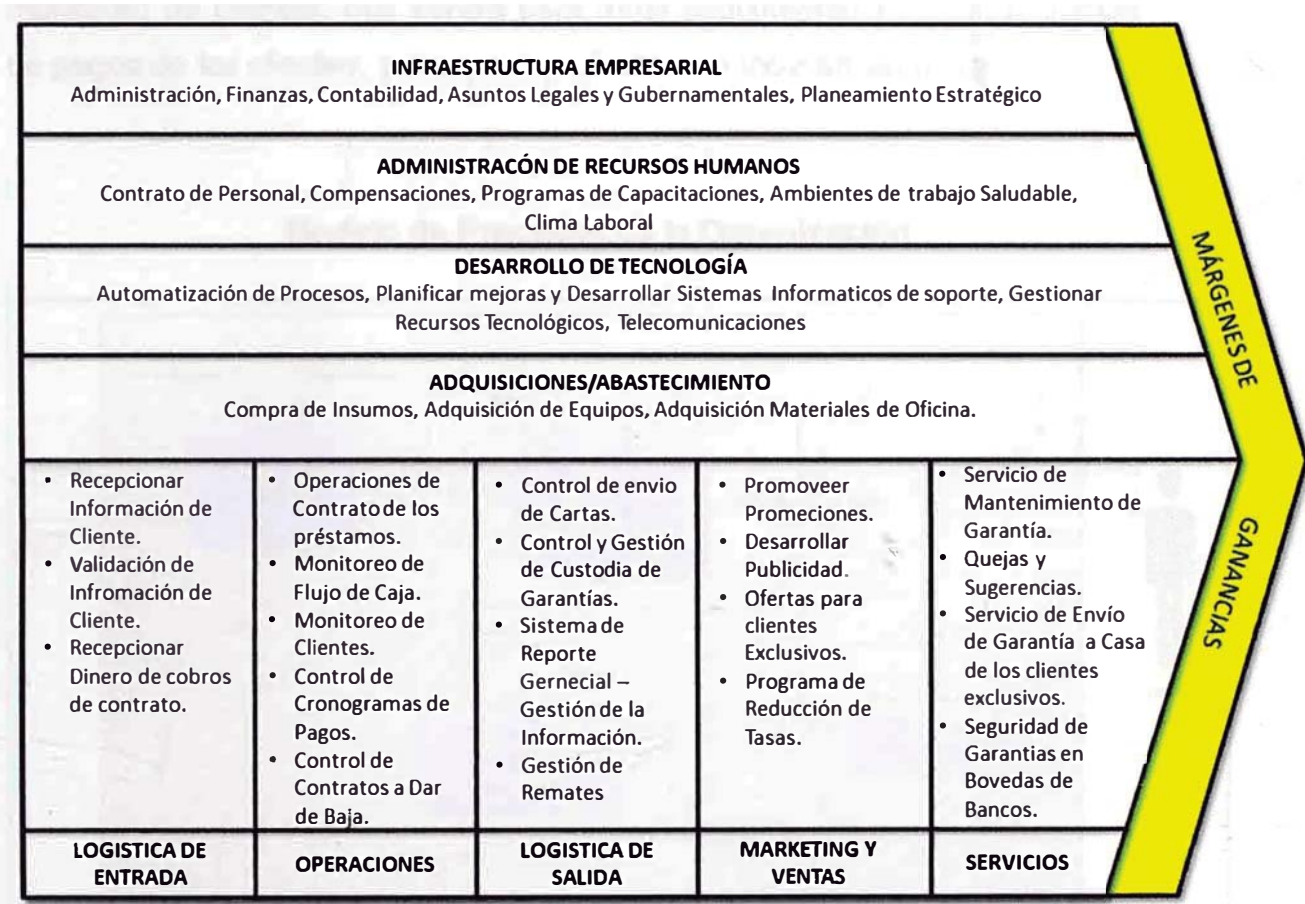 INFRAESTRUCTURA EMPRESARIAL
Administración, Finanzas, Contabilidad, Asuntos Legales y Gubernamentales, Planeamiento Estratégico
ADMINISTRACÓN DE RECURSOS HUMANOS
Contrato de Personal, Compensaciones, Programas de Capacitaciones, Ambientes de trabajo Saludable,
Clima Laboral
DESARROLLO DE TECNOLOGÍA
Automatización de Procesos, Planificar mejoras y Desarrollar Sistemas Informaticos de soporte, Gestionar
Recursos Tecnológicos, Telecomunicaciones
ADQUISICIONES/ABASTECIMIENTO
Compra de Insumos, Adquisición de Equipos, Adquisición Materiales de Oficina.
• Recepcionar
Información de
Cliente.
• Validación de
Infromación de
Cliente.
• Recepcionar
Dinero de cobros
de contrato.
LOGISTICA DE
ENTRADA
• Operaciones de
Contrato de los
préstamos.
• Monitoreo de
Flujo de Caja.
• Monitoreo de
Clientes.
• Control de
Cronogramas de
Pagos.
• Control de
Contratos a Dar
de Baja.
OPERACIONES
• Control de envio
de Cartas.
• Control y Gestión
de Custodia de
Garantías.
• Sistema de
Reporte
Gernecial –
Gestión de la
Información.
• Gestión de
Remates
LOGISTICA DE
SALIDA
• Promoveer
Promeciones.
• Desarrollar
Publicidad.
• Ofertas para
clientes
Exclusivos.
• Programa de
Reducción de
Tasas.
MARKETING Y
VENTAS
• Servicio de
Mantenimiento de
Garantía.
• Quejas y
Sugerencias.
• Servicio de Envío
de Garantía a Casa
de los clientes
exclusivos.
• Seguridad de
Garantias en
Bovedas de
Bancos.
SERVICIOS
MÁRGENES DE
GANANCIAS